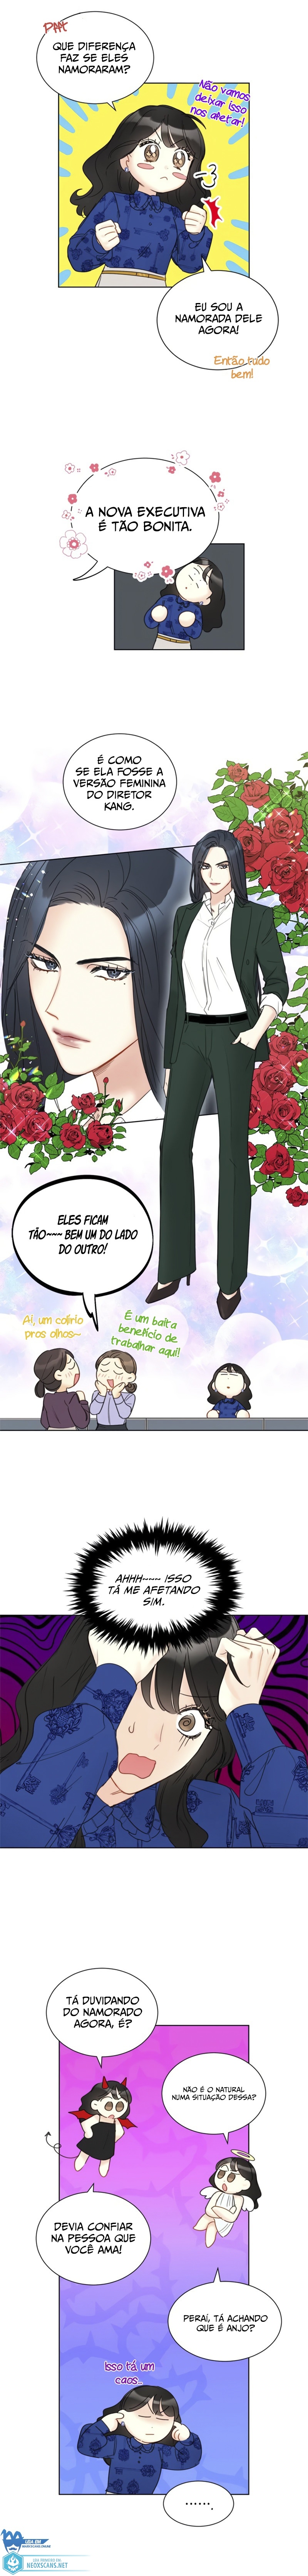 PAT
QUE DIFERENÇA
FAZ SE ELES
NAMORARAM?
Não vamos
deixar isso
nos afetar!
EU SOU A
NAMORADA DELE
AGORA!
Então tudo
bem!
A NOVA EXECUTIVA
É TÃO BONITA.
É COMO
SE ELA FOSSE A
VERSÃO FEMININA
DO DIRETOR
KANG.
ELES FICAM
TÃO~~~ BEM UM DO LADO
DO OUTRO!
Ai, um colírio
pros olhos~
É um baita
benefício de
trabalhar aqui!
AHHH~~~ ISSO
TÁ ME AFETANDO
SIM.
TÁ DUVIDANDO
DO NAMORADO
AGORA, É?
NÃO É O NATURAL
NUMA SITUAÇÃO DESSA?
DEVIA CONFIAR
NA PESSOA QUE
VOCÊ AMA!
PERAÍ, TÁ ACHANDO
QUE É ANJO?
Isso tá um
caos...
......
LEIA EM
NEOXSCANS.NET